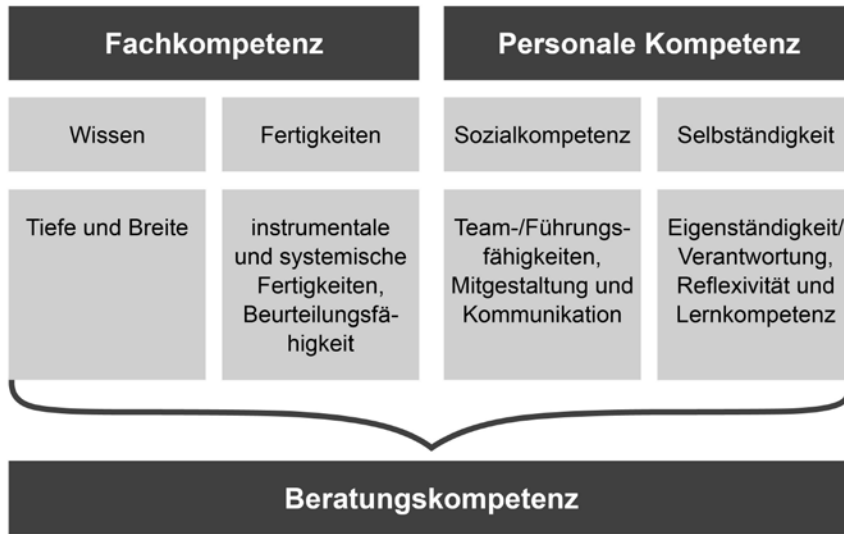 Fachkompetenz
Personale Kompetenz
Wissen
Fertigkeiten
Sozialkompetenz
Selbständigkeit
Tiefe und Breite
instrumentale
und systemische
Fertigkeiten,
Beurteilungsfä-
higkeit
Team-/Führungs-
fähigkeiten,
Mitgestaltung und
Kommunikation
Eigenständigkeit/
Verantwortung,
Reflexivität und
Lernkompetenz
Beratungskompetenz